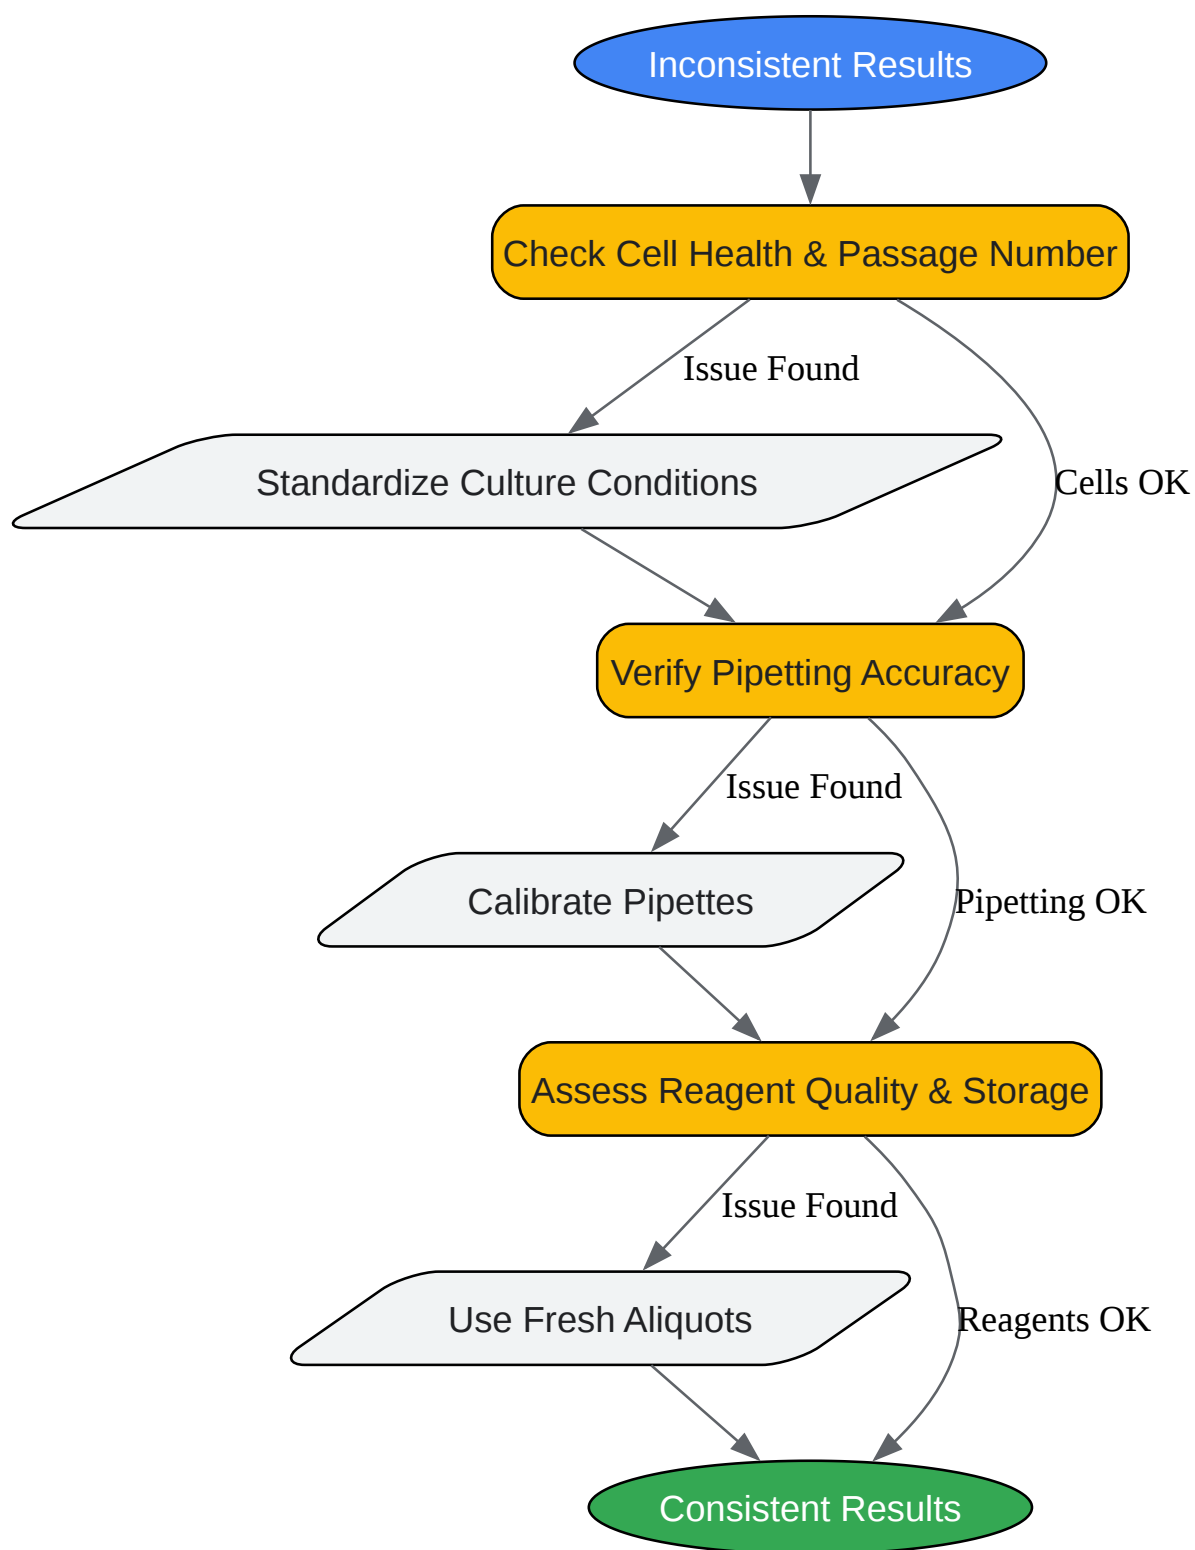 Inconsistent Results
Check Cell Health & Passage Number
Issue Found
Standardize Culture Conditions
Cells OK
Verify Pipetting Accuracy
Issue Found
Calibrate Pipettes
Pipetting OK
Assess Reagent Quality & Storage
Issue Found
Use Fresh Aliquots
Reagents OK
Consistent Results